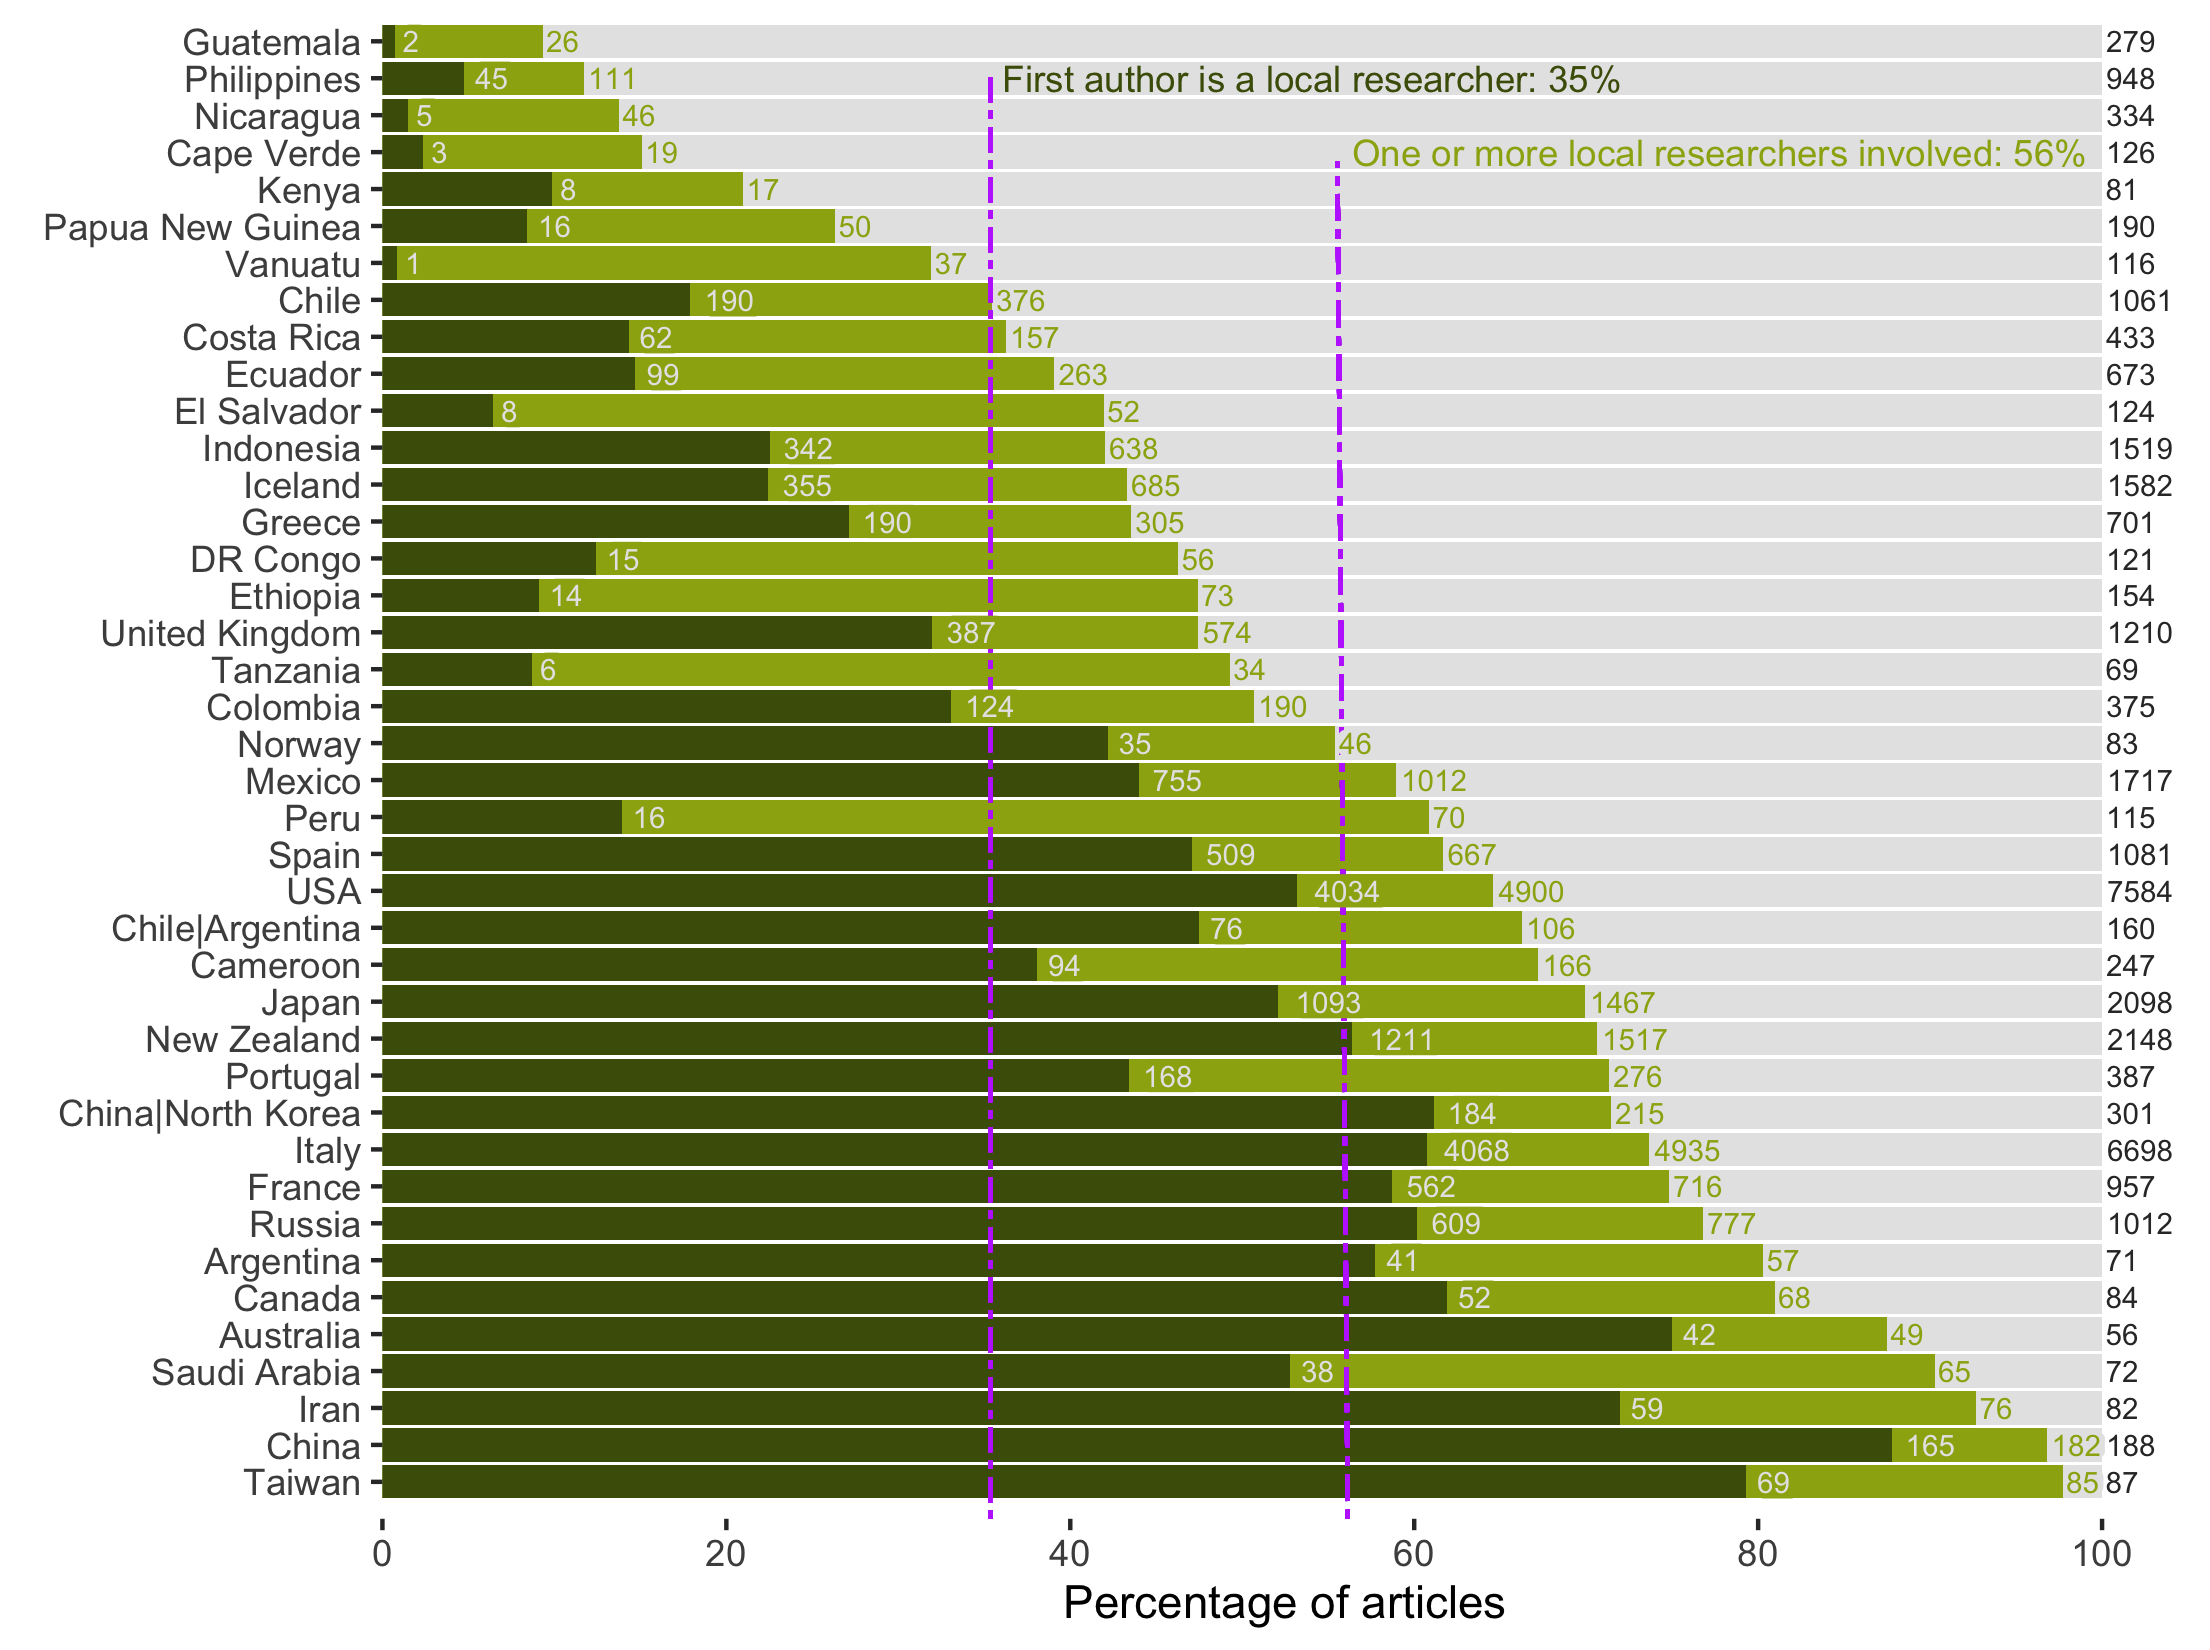 Guatemala 2 26 279
Philippines 45 111 First author is a local researcher: 35% 948
Nicaragua 5 46 334
Cape Verde 3 19 One or more local researchers involved: 56% 126
Kenya 8 17 81
Papua New Guinea 16 50 190
Vanuatu 1 37 116
Chile 190 376 1061
Costa Rica 62 157 433
Ecuador 99 263 673
El Salvador 8 52 124
Indonesia 342 638 1519
Iceland 355 685 1582
Greece 190 305 701
DR Congo 15 56 121
Ethiopia 14 73 154
United Kingdom 387 574 1210
Tanzania 6 34 69
Colombia 124 190 375
Norway 35 46 83
Mexico 755 1012 1717
Peru 16 70 115
Spain 509 667 1081
USA 4034 4900 7584
Chile|Argentina 76 106 160
Cameroon 94 166 247
Japan 1093 1467 2098
New Zealand 1211 1517 2148
Portugal 168 276 387
China|North Korea 184 215 301
Italy 4068 4935 6698
France 562 716 957
Russia 609 777 1012
Argentina 41 57 71
Canada 52 68 84
Australia 42 49 56
Saudi Arabia 38 65 72
Iran 59 76 82
China 165 182 188
Taiwan 69 85 87
0 20 40 60 80 100
Percentage of articles